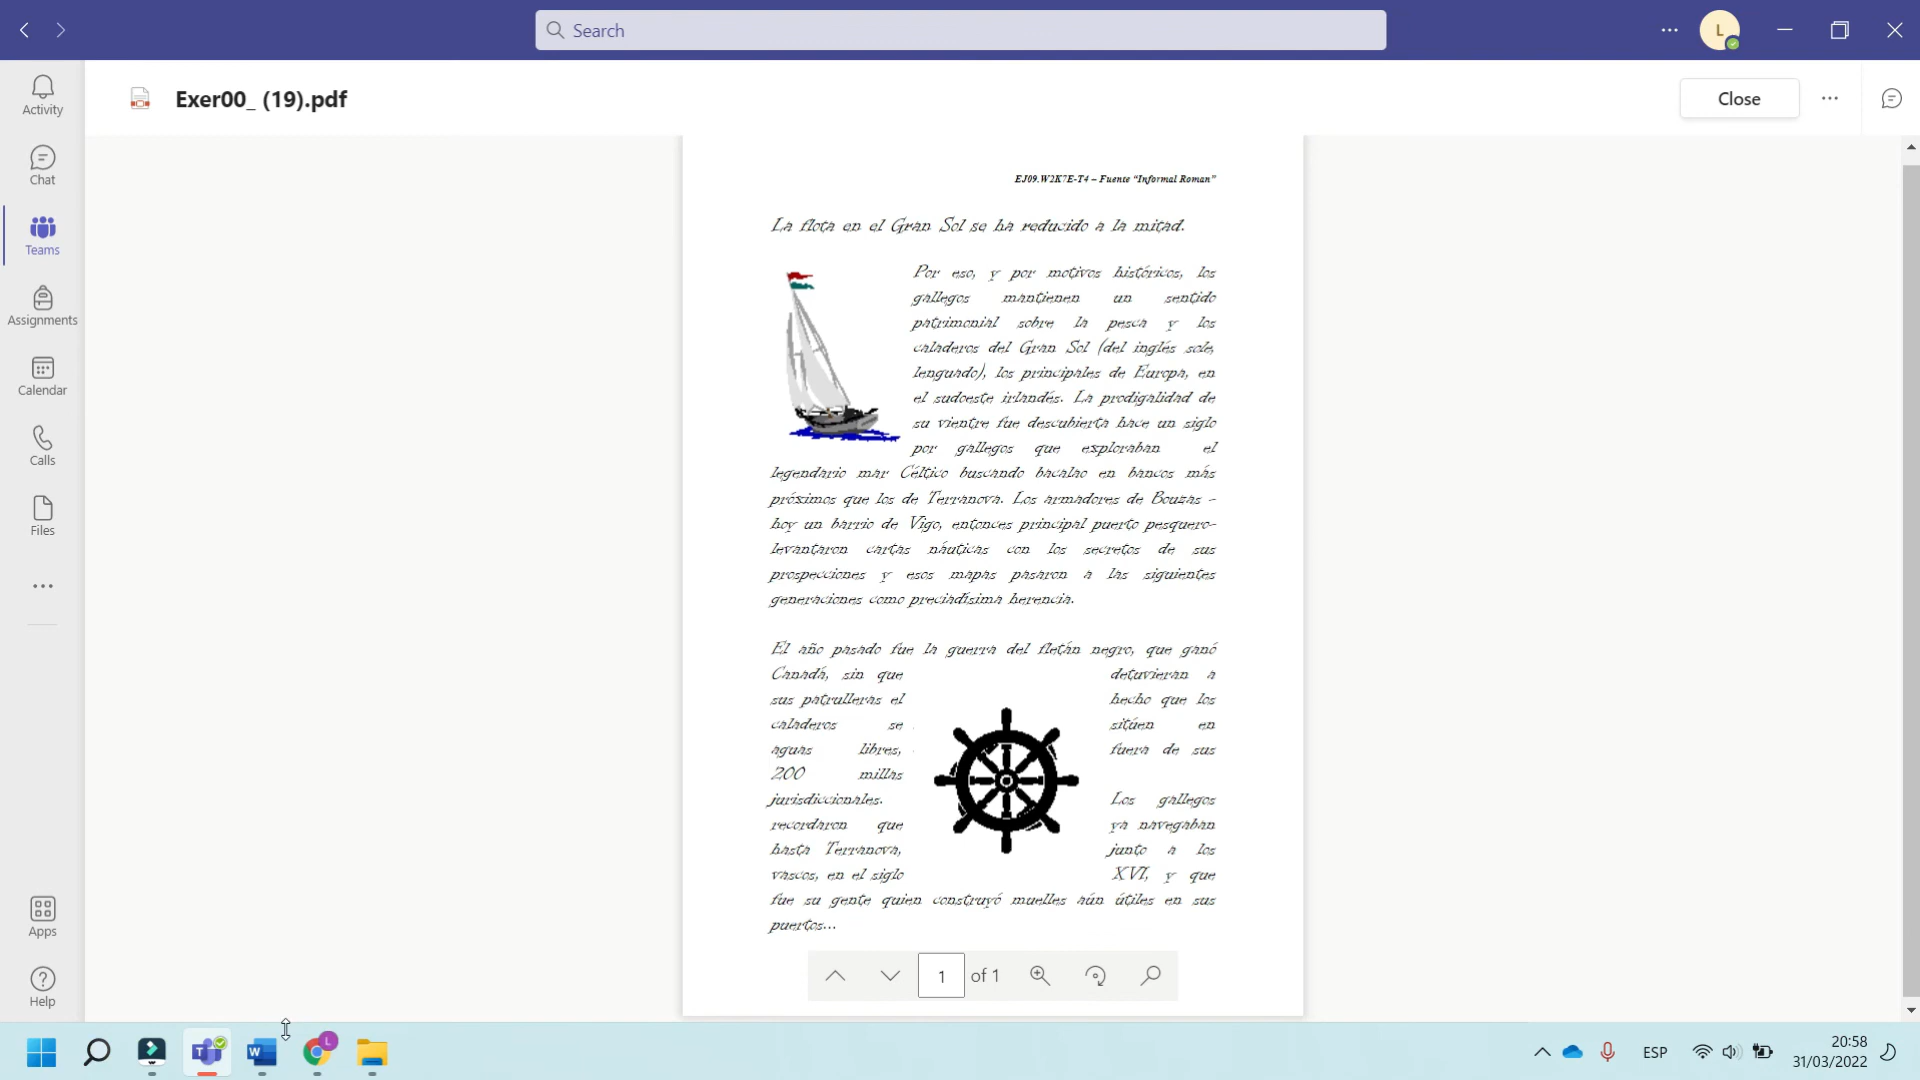 Search
L
Activity
Chat
Teams
Assignments
Calendar
Calls
Files
Apps
Help
Exer00_ (19).pdf
Close
EJ09.W2K7E-T4 – Fuente “Informal Roman”
La flota en el Gran Sol se ha reducido a la mitad.
Por eso, y por motivos históricos, los
gallegos mantienen un sentido
patrimonial sobre la pesca y los
caladeros del Gran Sol (del inglés sole,
lenguado), los principales de Europa, en
el sudoeste irlandés. La prodigalidad de
su vientre fue descubierta hace un siglo
por gallegos que exploraban el
legendario mar Céltico buscando bacalao en bancos más
próximos que los de Terranova. Los armadores de Bouzas -
hoy un barrio de Vigo, entonces principal puerto pesquero-
levantaron cartas náuticas con los secretos de sus
prospecciones y esos mapas pasaron a las siguientes
generaciones como preciadísima herencia.
El año pasado fue la guerra del fletán negro, que ganó
Canadá, sin que detuvieran a
sus patrulleras el hecho que los
caladeros se sitúen en
aguas libres, fuera de sus
200 millas
jurisdiccionales. Los gallegos
recordaron que ya navegaban
hasta Terranova, junto a los
vascos, en el siglo XVI, y que
fue su gente quien construyó muelles aún útiles en sus
puertos...
1 of 1
L
ESP
20:58
31/03/2022